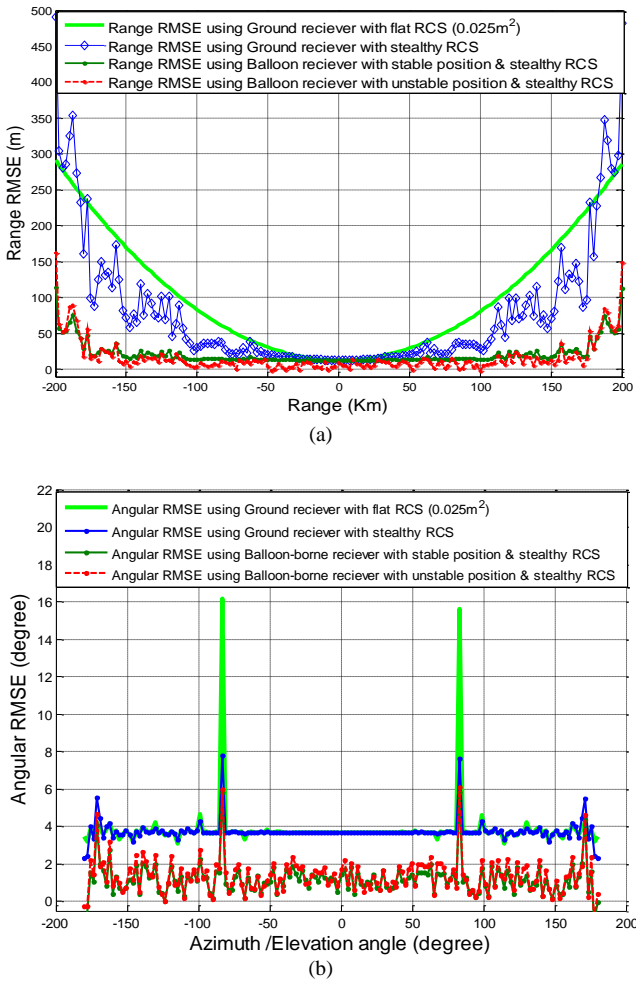 500
450
400
350
300
250
200
150
100
50
0
Range RMSE (m)
Range RMSE using Ground reciever with flat RCS (0.025m²)
Range RMSE using Ground reciever with stealthy RCS
Range RMSE using Balloon reciever with stable position & stealthy RCS
Range RMSE using Balloon reciever with unstable position & stealthy RCS
-200 -150 -100 -50 0 50 100 150 200
Range (Km)
(a)
22
20
18
16
14
12
10
8
6
4
2
0
Angular RMSE (degree)
Angular RMSE using Ground reciever with flat RCS (0.025m²)
Angular RMSE using Ground reciever with stealthy RCS
Angular RMSE using Balloon-borne reciever with stable position & stealthy RCS
Angular RMSE using Balloon-borne reciever with unstable position & stealthy RCS
-200 -150 -100 -50 0 50 100 150 200
Azimuth /Elevation angle (degree)
(b)